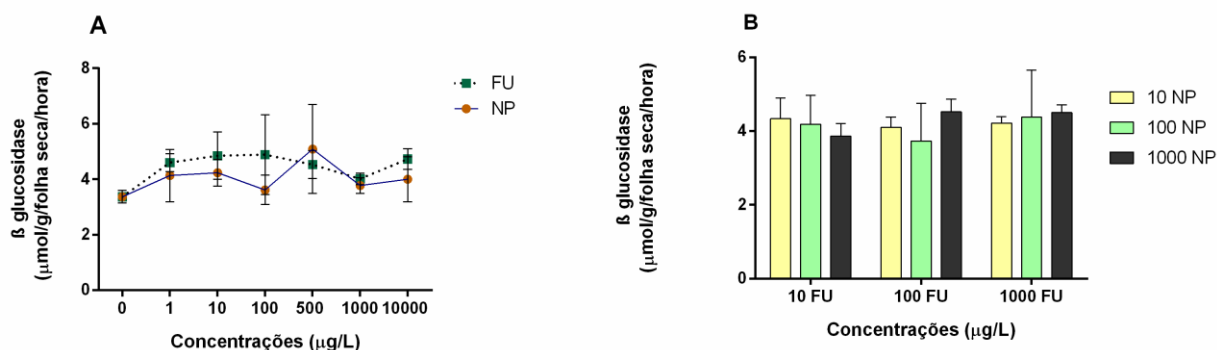 A
ß glucosidase
(µmol/g/folha seca/hora)
8
6
4
2
0
0 1 10 100 500 1000 10000
Concentrações (µg/L)
FU
NP
B
ß glucosidase
(µmol/g/folha seca/hora)
6
4
2
0
10 FU 100 FU 1000 FU
Concentrações (µg/L)
10 NP
100 NP
1000 NP